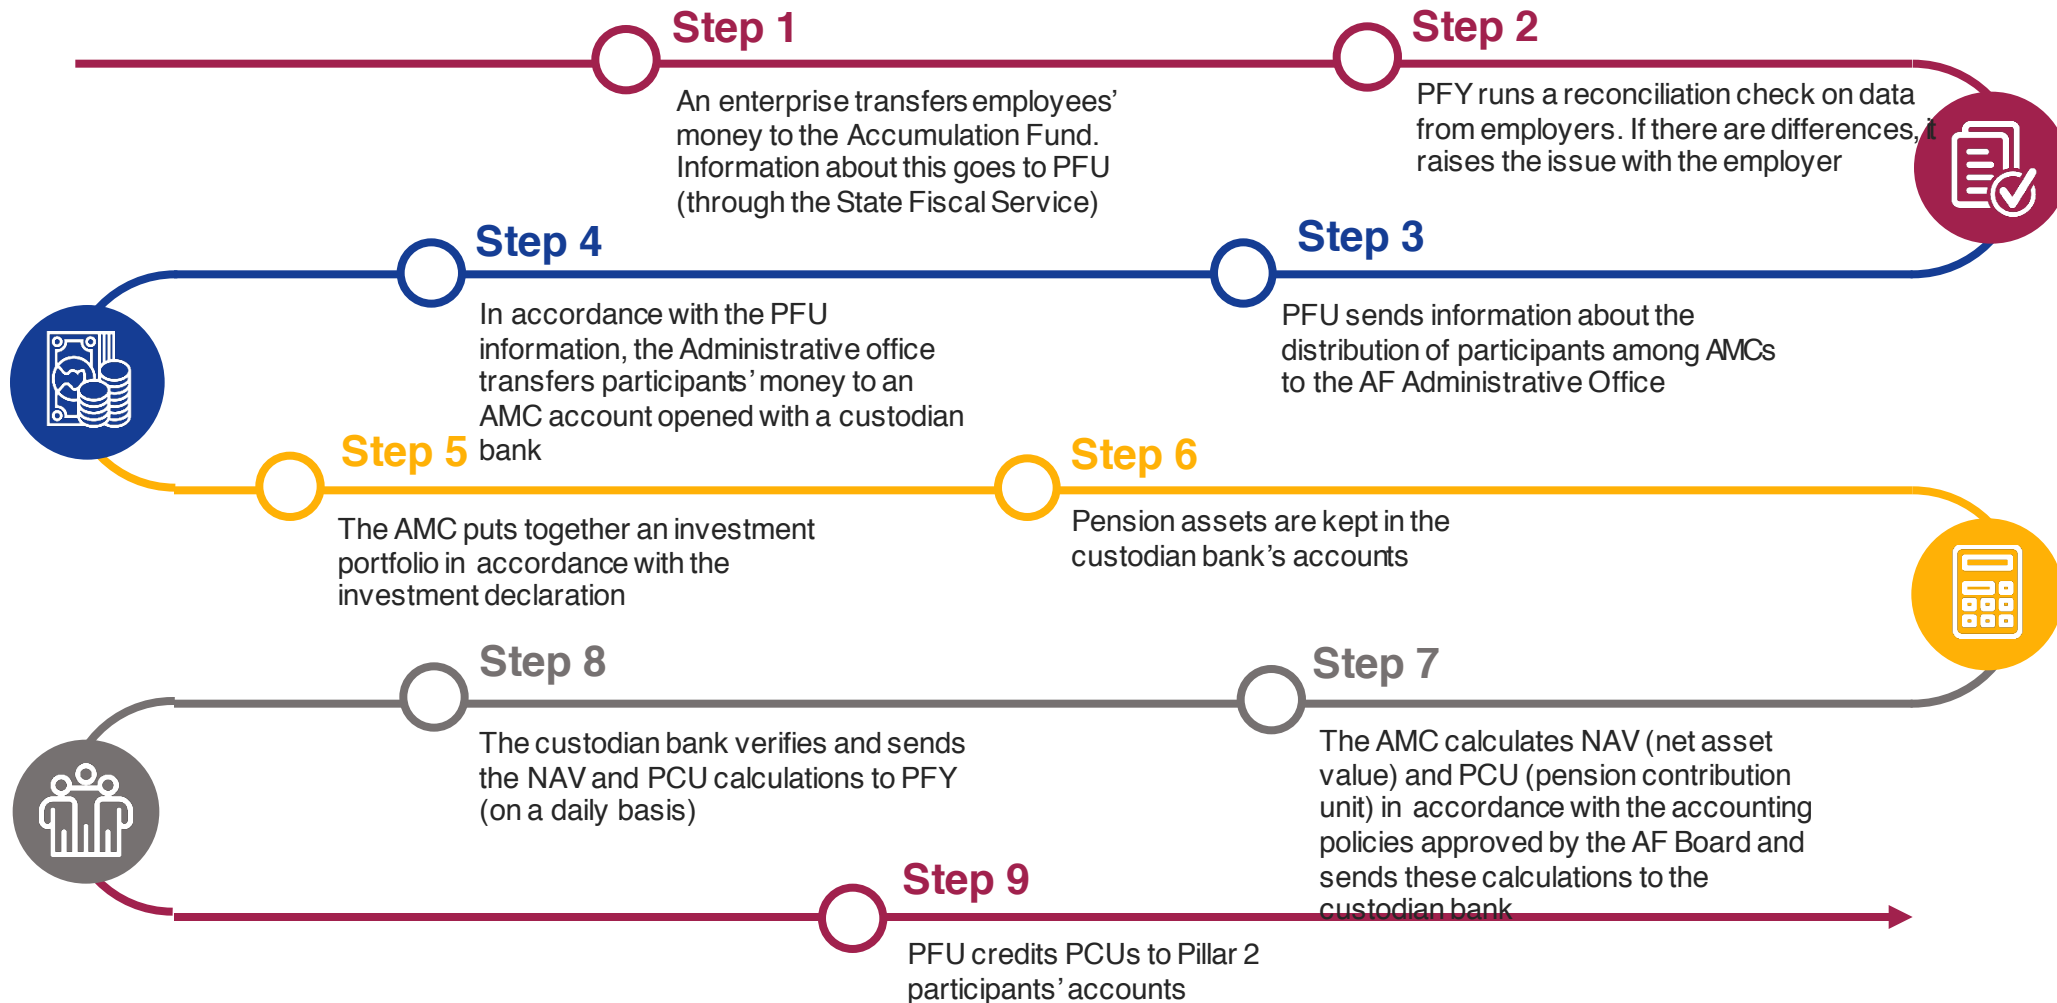 Step 1
An enterprise transfers employees'
money to the Accumulation Fund.
Information about this goes to PFU
(through the State Fiscal Service)
Step 2
PFY runs a reconciliation check on data
from employers. If there are differences, it
raises the issue with the employer
Step 3
PFU sends information about the
distribution of participants among AMCs
to the AF Administrative Office
Step 4
In accordance with the PFU
information, the Administrative office
transfers participants' money to an
AMC account opened with a custodian
bank
Step 5
The AMC puts together an investment
portfolio in accordance with the
investment declaration
Step 6
Pension assets are kept in the
custodian bank's accounts
Step 7
The AMC calculates NAV (net asset
value) and PCU (pension contribution
unit) in accordance with the accounting
policies approved by the AF Board and
sends these calculations to the
custodian bank
Step 8
The custodian bank verifies and sends
the NAV and PCU calculations to PFY
(on a daily basis)
Step 9
PFU credits PCUs to Pillar 2
participants' accounts